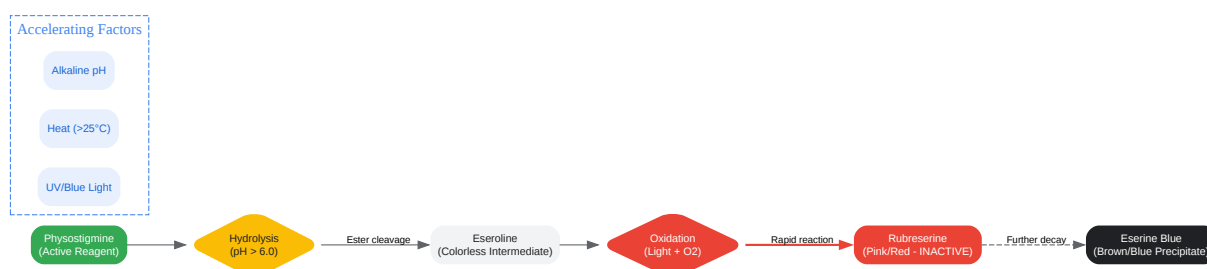 Accelerating Factors
Alkaline pH
Heat (>25°C)
UV/Blue Light
Physostigmine
(Active Reagent)
Hydrolysis
(pH > 6.0)
Ester cleavage
Eseroline
(Colorless Intermediate)
Oxidation
(Light + O2)
Rapid reaction
Rubreserine
(Pink/Red - INACTIVE)
Further decay
Eserine Blue
(Brown/Blue Precipitate)